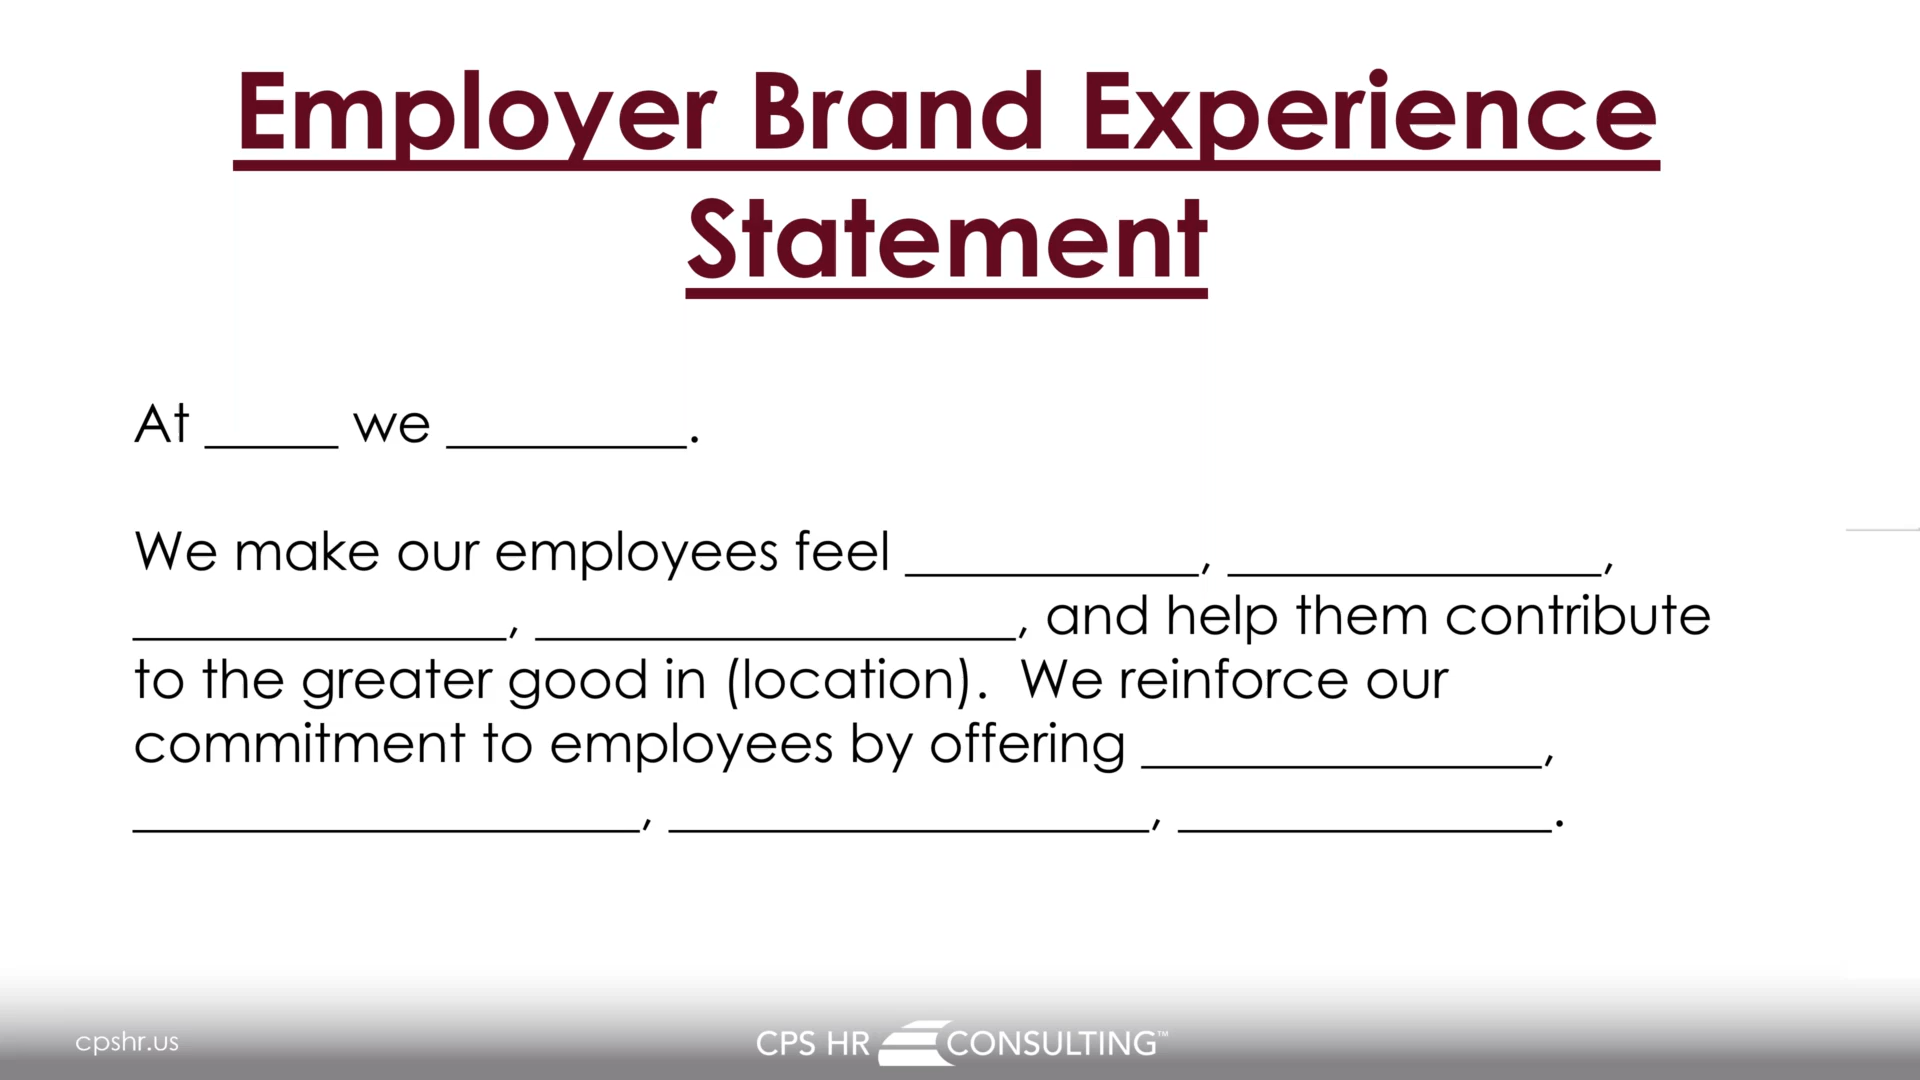 Employer Brand Experience
Statement
At _____ we _________.
We make our employees feel ___________, ______________,
______________, __________________, and help them contribute
to the greater good in (location).  We reinforce our
commitment to employees by offering _______________,
___________________, __________________, ______________.
cpshr.us
CPS HR CONSULTING™